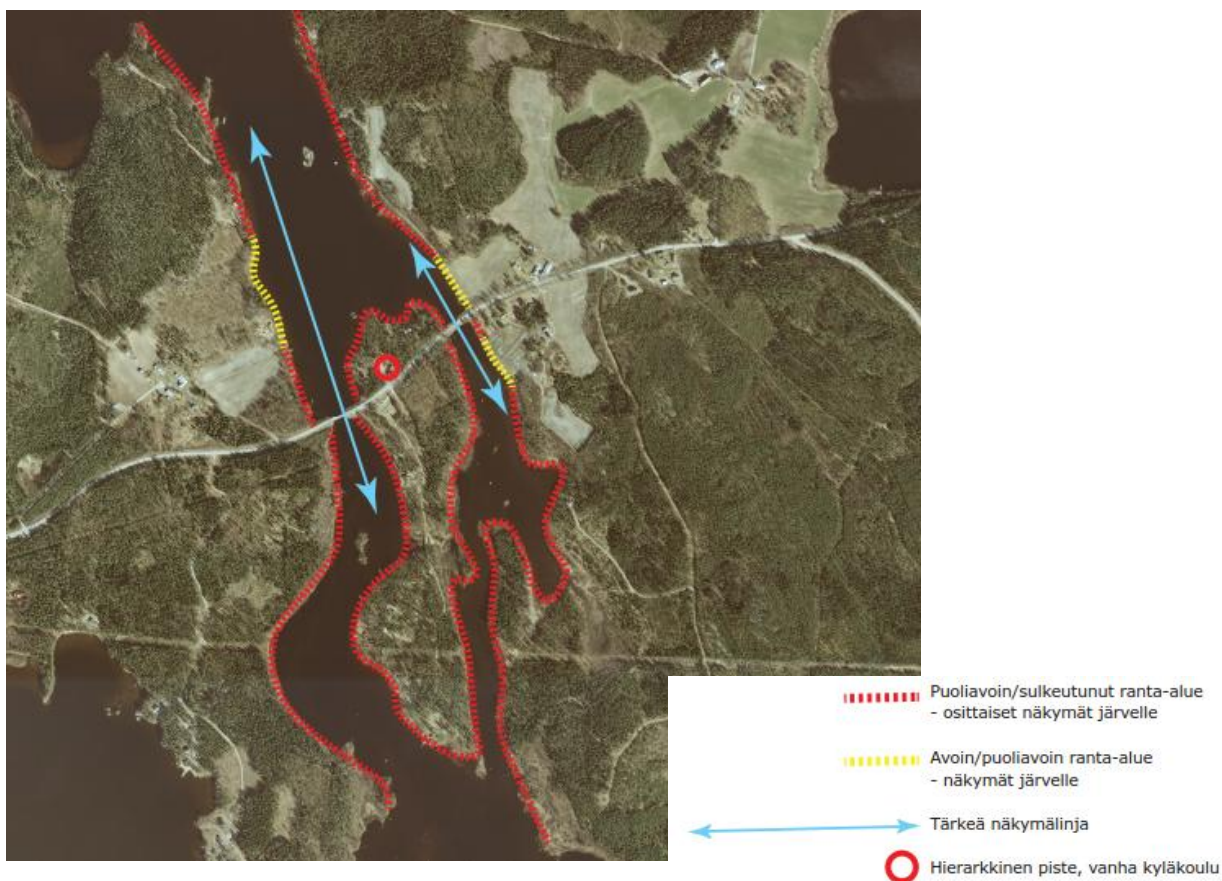 Puoliavoin/sulkeutunut ranta-alue
- osittaiset näkymät järvelle
Avoin/puoliavoin ranta-alue
- näkymät järvelle
Tärkeä näkymälinja
Hierarkkinen piste, vanha kyläkoulu